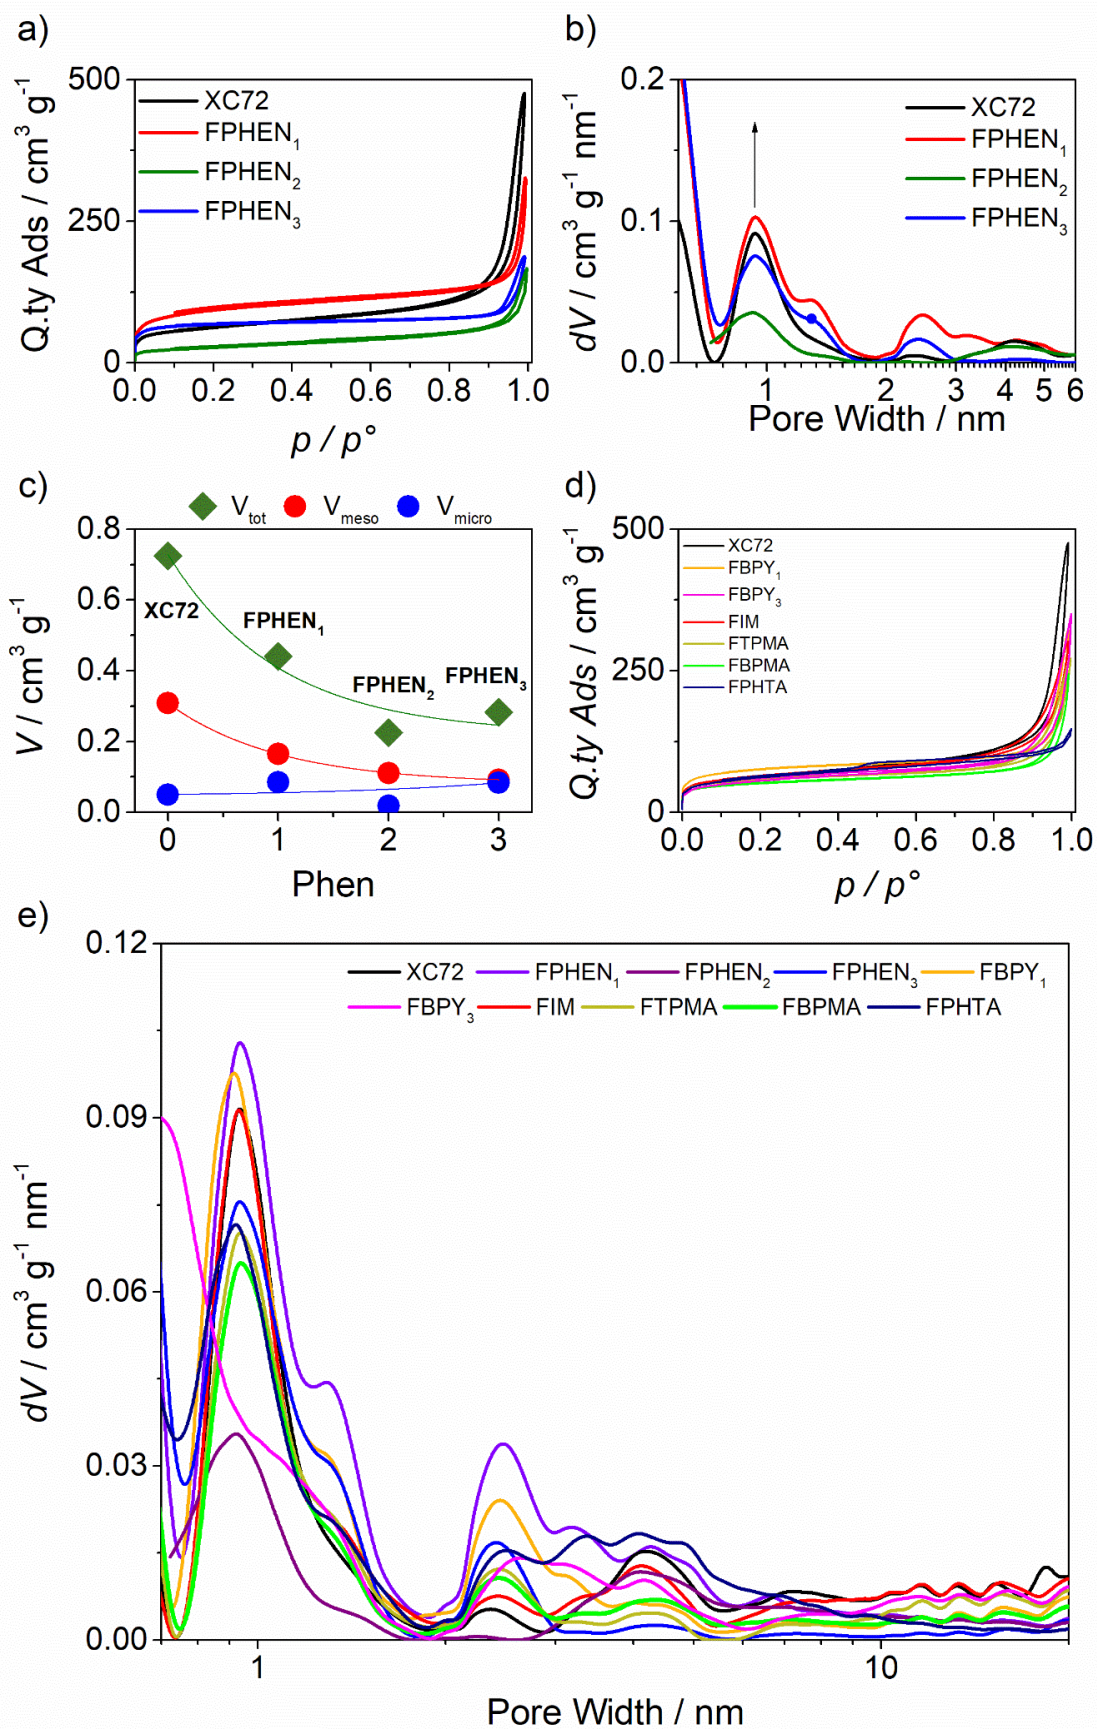 a)
500
250
0
Q.ty Ads / cm³ g⁻¹
XC72
FPHEN₁
FPHEN₂
FPHEN₃
0.0 0.2 0.4 0.6 0.8 1.0
p / p°
b)
0.2
0.1
0.0
dV / cm³ g⁻¹ nm⁻¹
XC72
FPHEN₁
FPHEN₂
FPHEN₃
1 2 3 4 5 6
Pore Width / nm
c)
V_tot V_meso V_micro
0.8
0.6
0.4
0.2
0.0
V / cm³ g⁻¹
XC72
FPHEN₁
FPHEN₂
FPHEN₃
0 1 2 3
Phen
d)
500
250
0
Q.ty Ads / cm³ g⁻¹
XC72
FBPY₁
FBPY₃
FIM
FTPMA
FBPMA
FPHTA
0.0 0.2 0.4 0.6 0.8 1.0
p / p°
e)
0.12
0.09
0.06
0.03
0.00
dV / cm³ g⁻¹ nm⁻¹
XC72 FPHEN₁ FPHEN₂ FPHEN₃ FBPY₁
FBPY₃ FIM FTPMA FBPMA FPHTA
1 10
Pore Width / nm